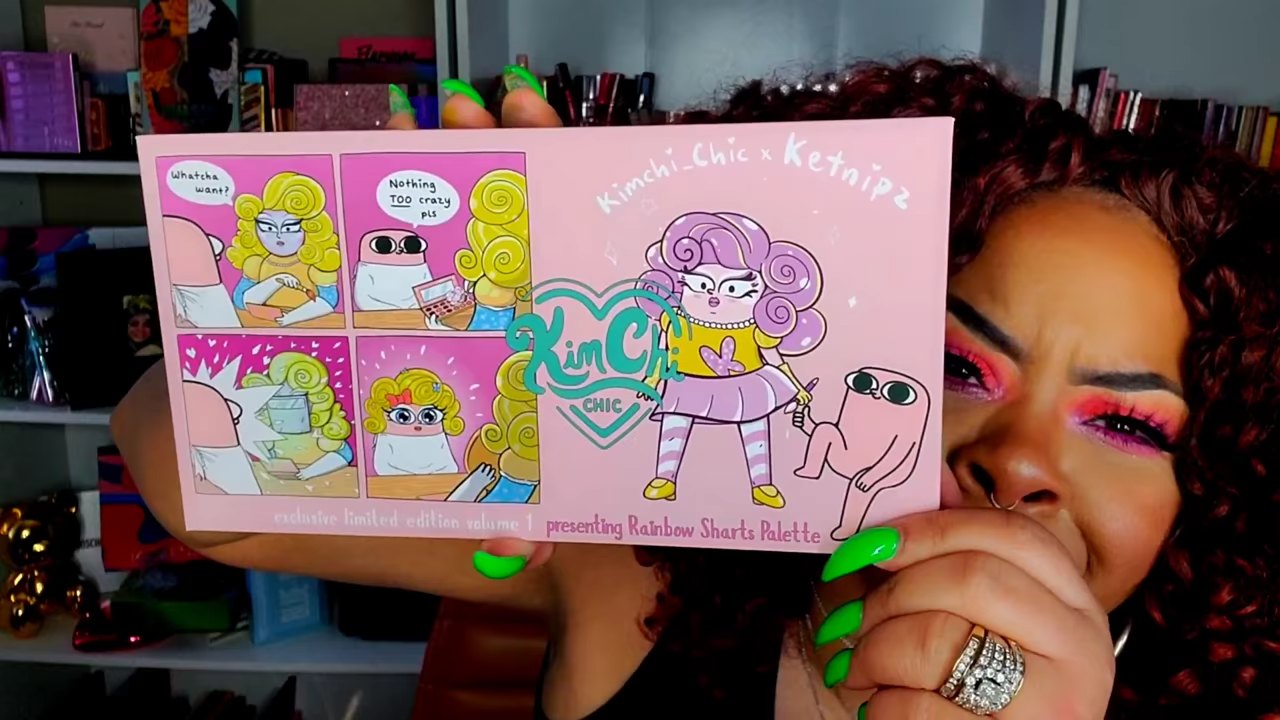 Whatcha
want?
Nothing
TOO crazy
pls
Kimchi_Chic x Ketnipz
KimChi
CHIC
exclusive limited edition volume 1
presenting Rainbow Sharts Palette